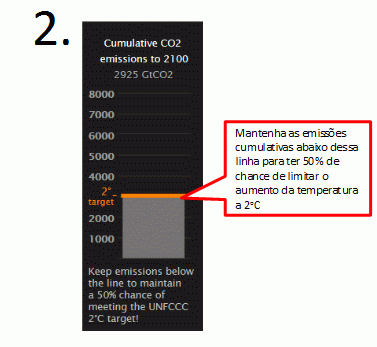 2.
Cumulative CO2
emissions to 2100
2925 GtCO2
8000
7000
6000
5000
4000
2°
target
2000
1000
Keep emissions below
the line to maintain
a 50% chance of
meeting the UNFCCC
2°C target!
Mantenha as emissões
cumulativas abaixo dessa
linha para ter 50% de
chance de limitar o
aumento da temperatura
a 2°C